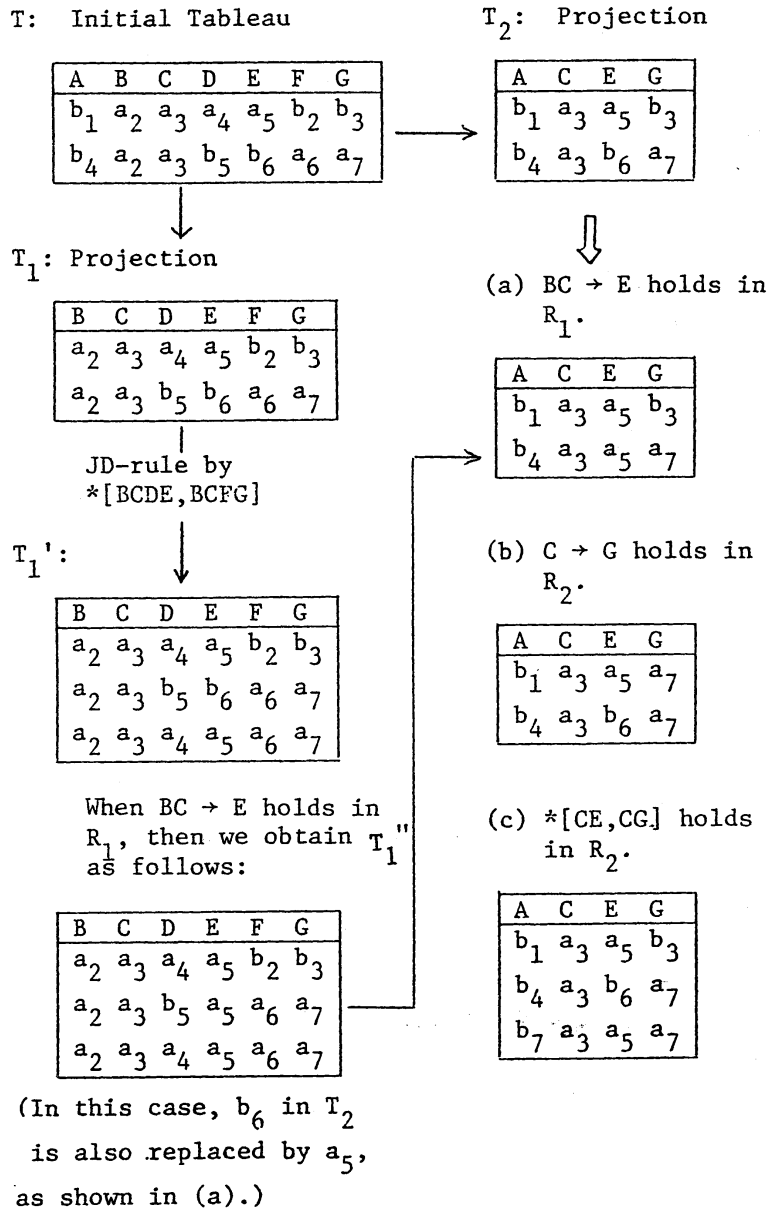 T: Initial Tableau
A B C D E F G
b1 a2 a3 a4 a5 b2 b3
b4 a2 a3 b5 b6 a6 a7
T1: Projection
B C D E F G
a2 a3 a4 a5 b2 b3
a2 a3 b5 b6 a6 a7
JD-rule by
*[BCDE,BCFG]
T1':
B C D E F G
a2 a3 a4 a5 b2 b3
a2 a3 b5 b6 a6 a7
a2 a3 a4 a5 a6 a7
When BC → E holds in
R1, then we obtain T1"
as follows:
B C D E F G
a2 a3 a4 a5 b2 b3
a2 a3 b5 a5 a6 a7
a2 a3 a4 a5 a6 a7
(In this case, b6 in T2
is also replaced by a5,
as shown in (a).)
T2: Projection
A C E G
b1 a3 a5 b3
b4 a3 b6 a7
(a) BC → E holds in
R1.
A C E G
b1 a3 a5 b3
b4 a3 a5 a7
(b) C → G holds in
R2.
A C E G
b1 a3 a5 a7
b4 a3 b6 a7
(c) *[CE,CG] holds
in R2.
A C E G
b1 a3 a5 b3
b4 a3 b6 a7
b7 a3 a5 a7